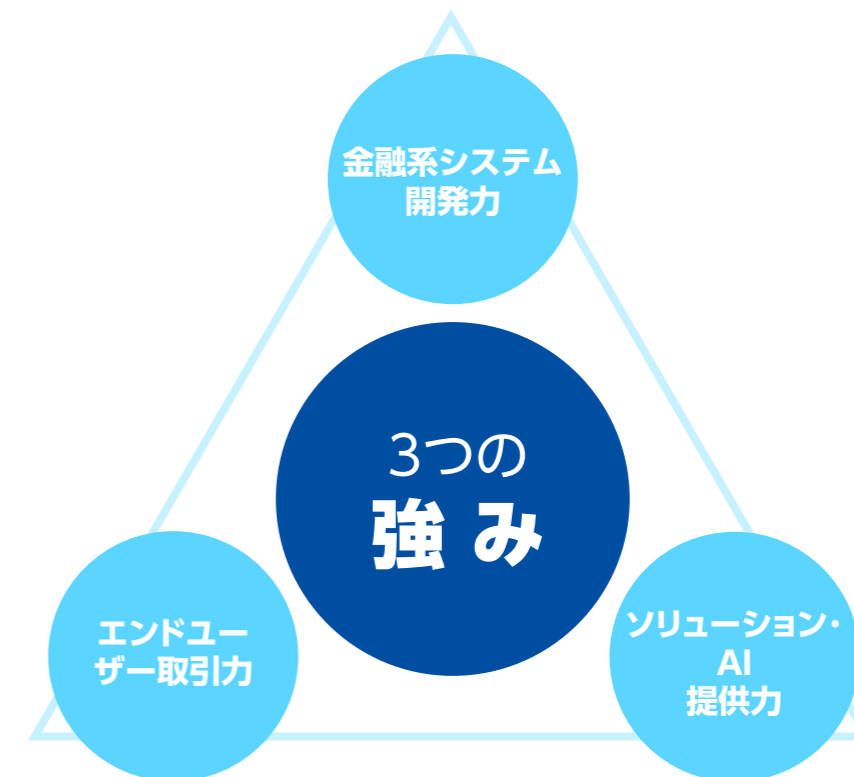 金融系システム
開発力
3つの
強み
エンドユー
ザー取引力
ソリューション・
AI
提供力